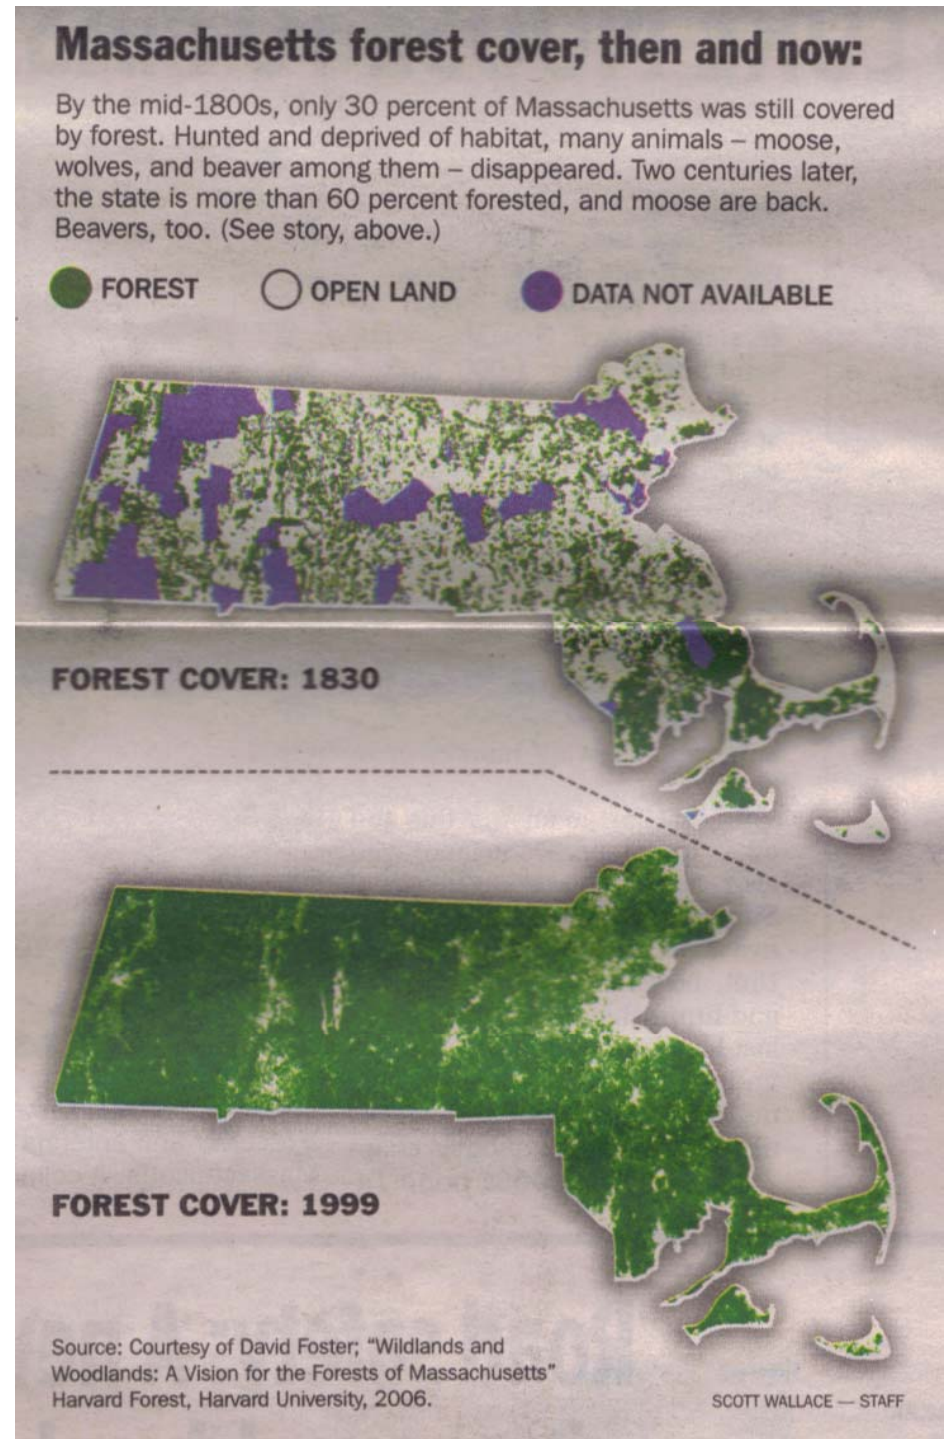 Massachusetts forest cover, then and now:
By the mid-1800s, only 30 percent of Massachusetts was still covered
by forest. Hunted and deprived of habitat, many animals – moose,
wolves, and beaver among them – disappeared. Two centuries later,
the state is more than 60 percent forested, and moose are back.
Beavers, too. (See story, above.)
FOREST OPEN LAND DATA NOT AVAILABLE
FOREST COVER: 1830
FOREST COVER: 1999
Source: Courtesy of David Foster; “Wildlands and
Woodlands: A Vision for the Forests of Massachusetts”
Harvard Forest, Harvard University, 2006.
SCOTT WALLACE — STAFF